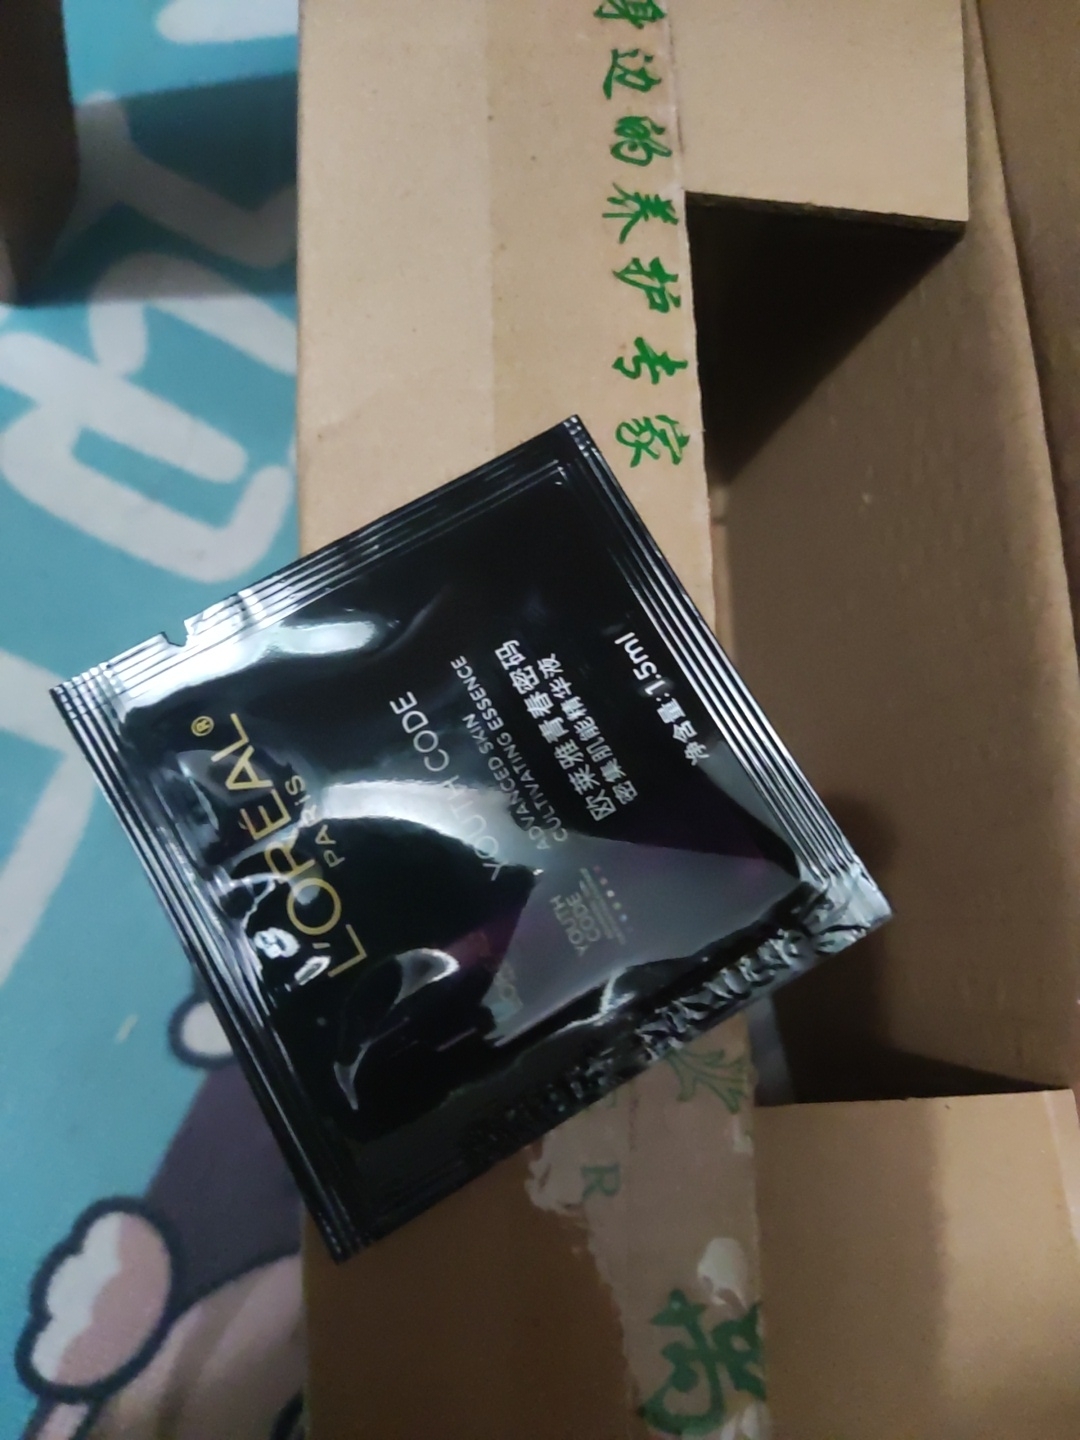 身边的养护专家
L'ORÉAL®
PARIS
YOUTH CODE
ADVANCED SKIN
CULTIVATING ESSENCE
欧莱雅青春密码
密集肌能精华液
净含量:1.5ml
YOUTH
CODE
R